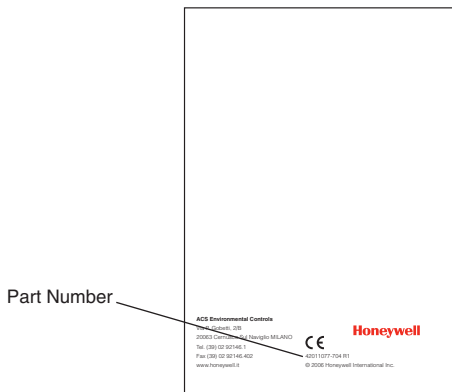 Part Number
ACS Environmental Controls
Via P. Gobetti, 2/B
20063 Cernusco Sul Naviglio MILANO
Tel. (39) 02 92146.1
Fax (39) 02 92146.402
www.honeywell.it
CE
Honeywell
42011077-704 R1
© 2006 Honeywell International Inc.